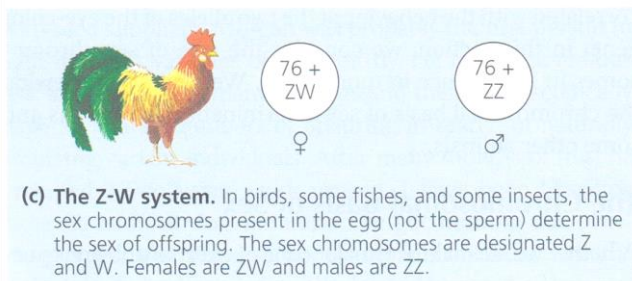 76 +
ZW
76 +
ZZ
♀
♂
(c) The Z-W system. In birds, some fishes, and some insects, the
sex chromosomes present in the egg (not the sperm) determine
the sex of offspring. The sex chromosomes are designated Z
and W. Females are ZW and males are ZZ.